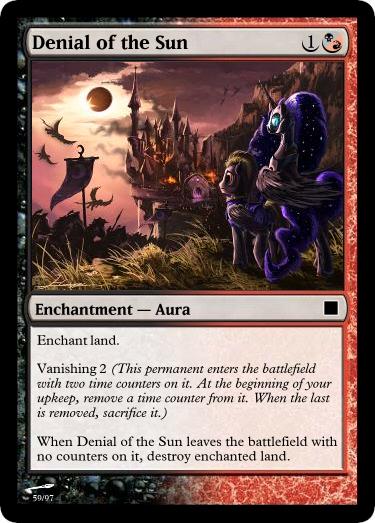 Denial of the Sun 1
Enchantment — Aura
Enchant land.
Vanishing 2 (This permanent enters the battlefield
with two time counters on it. At the beginning of your
upkeep, remove a time counter from it. When the last
is removed, sacrifice it.)
When Denial of the Sun leaves the battlefield with
no counters on it, destroy enchanted land.
59/97